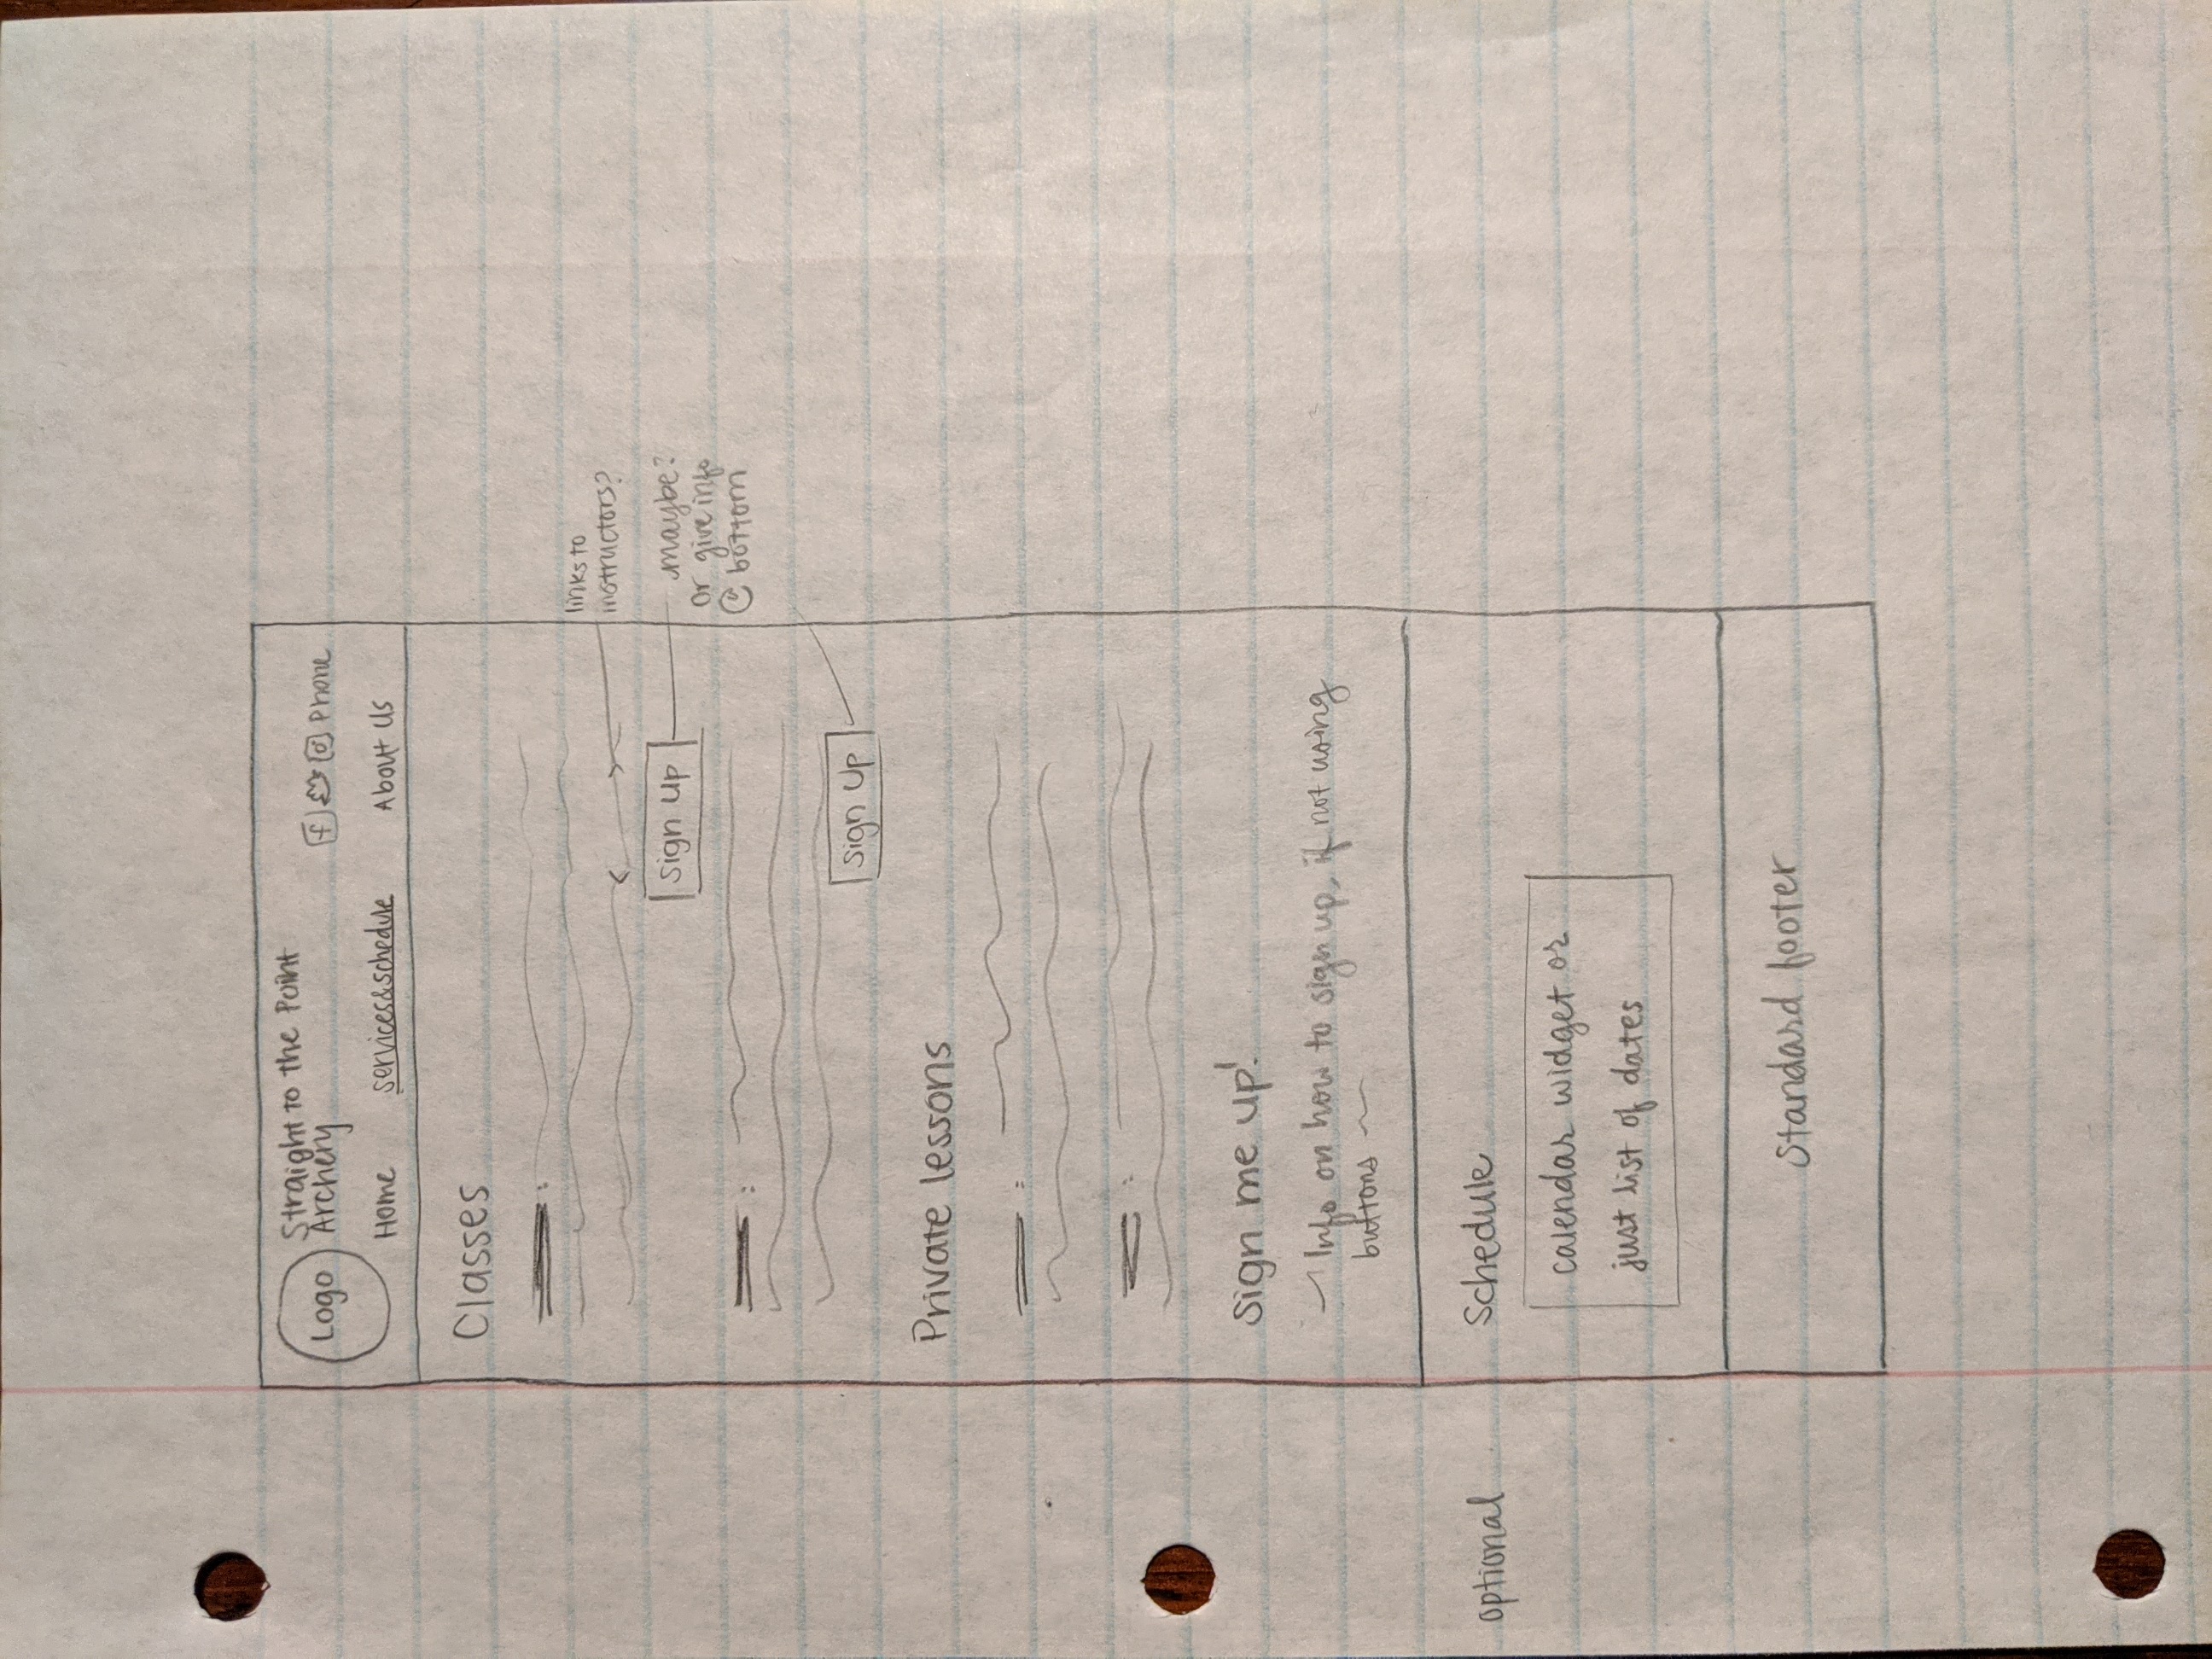 Logo
Straight to the Point
Archery
f
Phone
Home
services&schedule
About Us
Classes
:
links to
instructors?
Sign Up
maybe?
or give info
@ bottom
:
Sign Up
Private lessons
:
:
Sign me up!
~ Info on how to sign up, if not using
buttons ~
optional
Schedule
calendar widget or
just list of dates
Standard footer